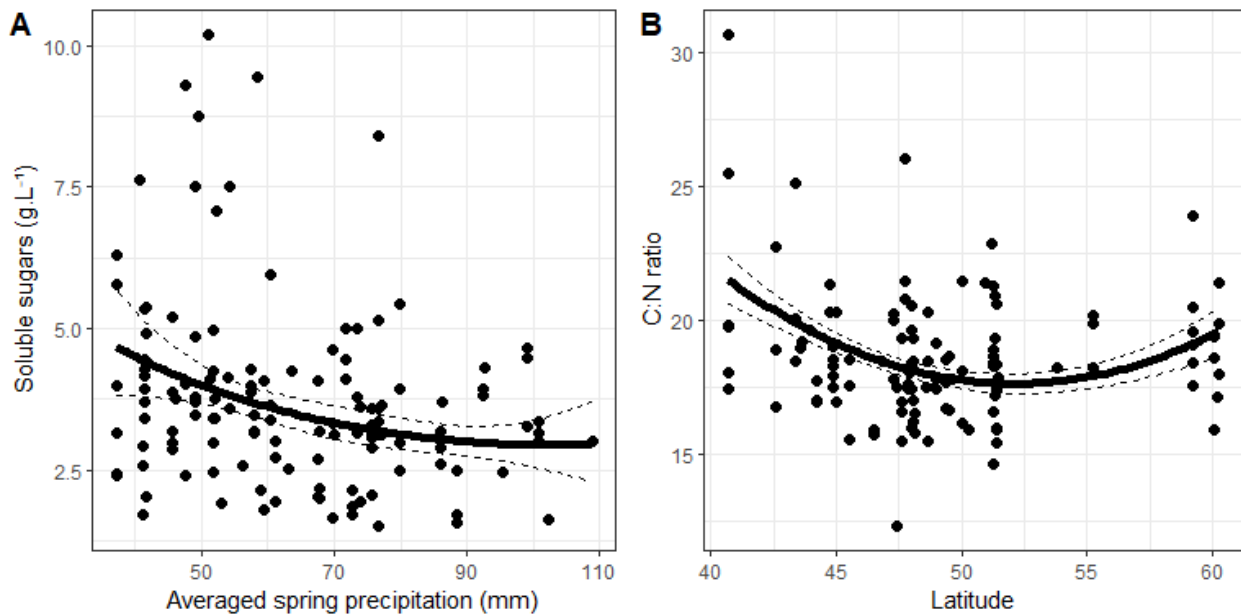 A
Soluble sugars (g.L⁻¹)
10.0
7.5
5.0
2.5
50
70
90
110
Averaged spring precipitation (mm)
B
C:N ratio
30
25
20
15
40
45
50
55
60
Latitude